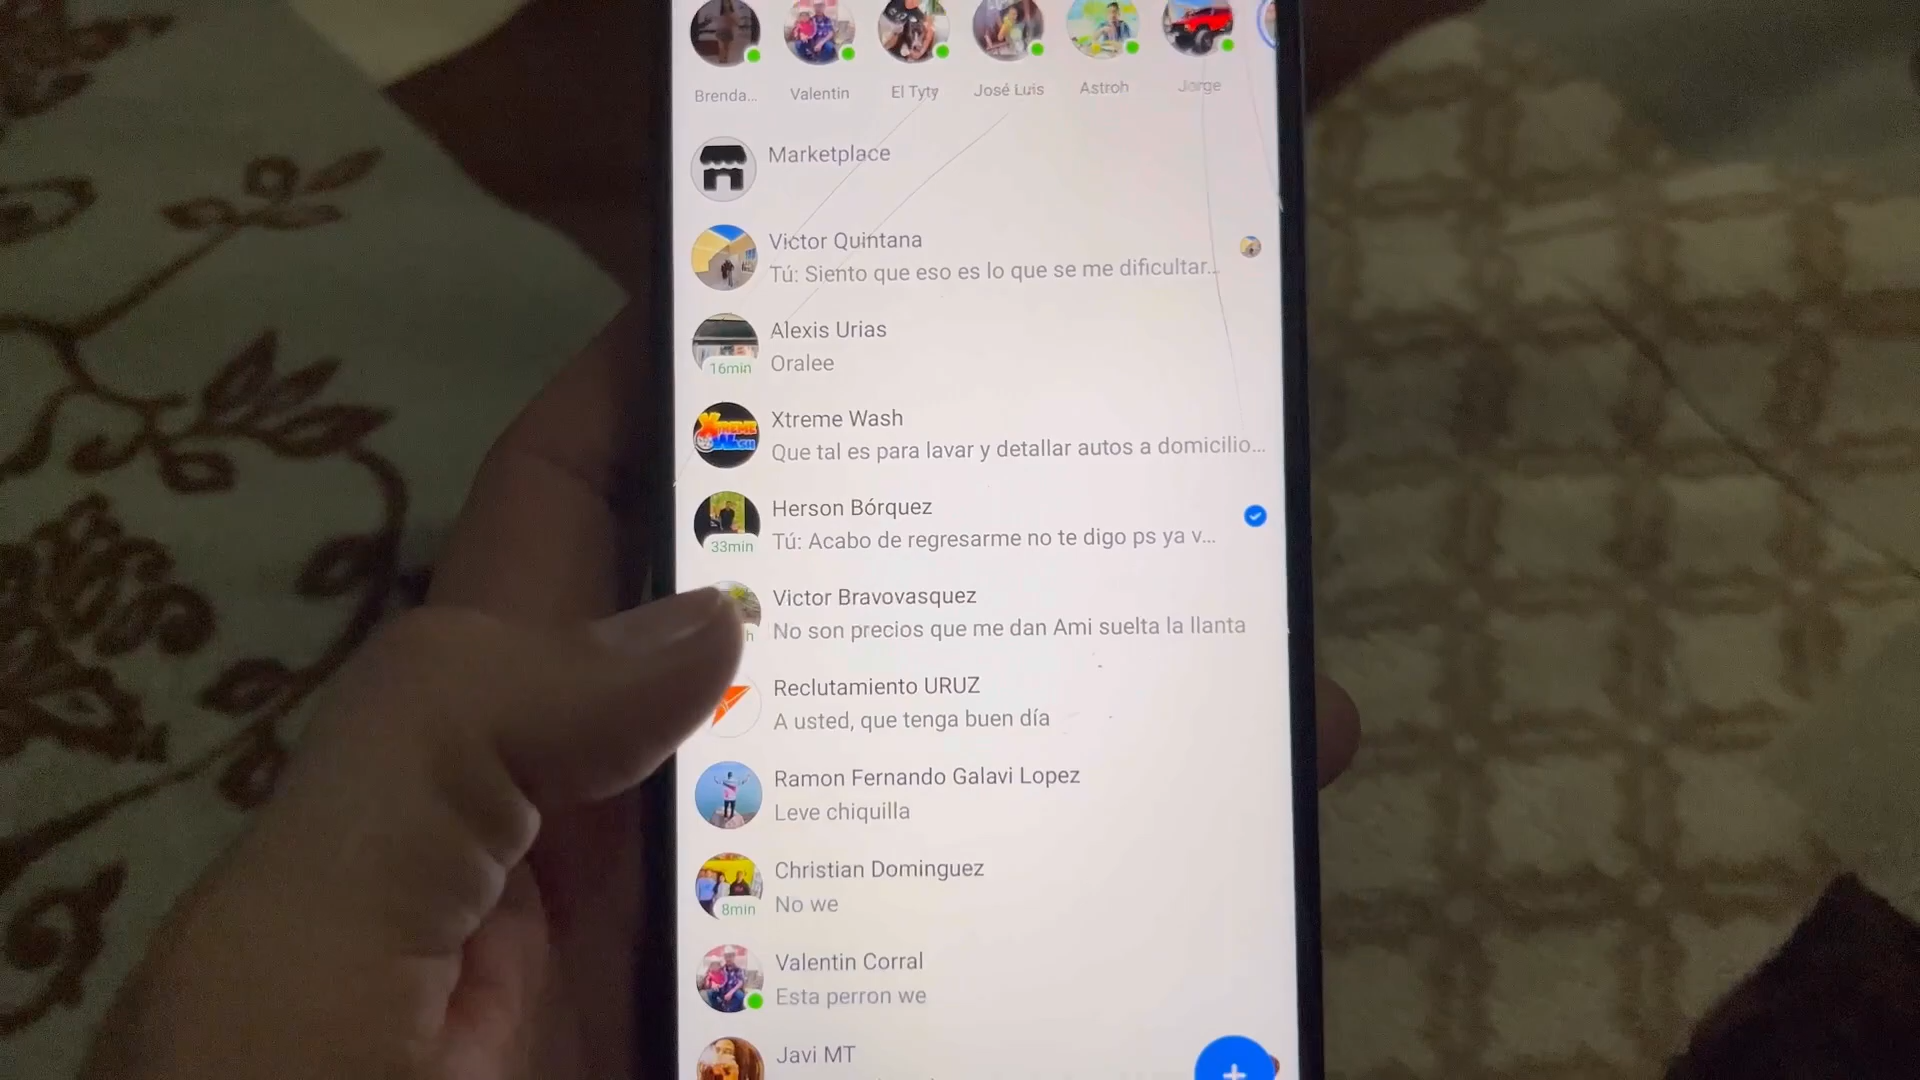 Brenda...
Valentin
El Tyty
José Luis
Astroh
Jorge
Marketplace
Victor Quintana
Tú: Siento que eso es lo que se me dificultar...
Alexis Urias
16min
Oralee
XTREME
WASH
Xtreme Wash
Que tal es para lavar y detallar autos a domicilio...
Herson Bórquez
33min
Tú: Acabo de regresarme no te digo ps ya v...
Victor Bravovasquez
h
No son precios que me dan Ami suelta la llanta
Reclutamiento URUZ
A usted, que tenga buen día
Ramon Fernando Galavi Lopez
Leve chiquilla
Christian Dominguez
8min
No we
Valentin Corral
Esta perron we
Javi MT